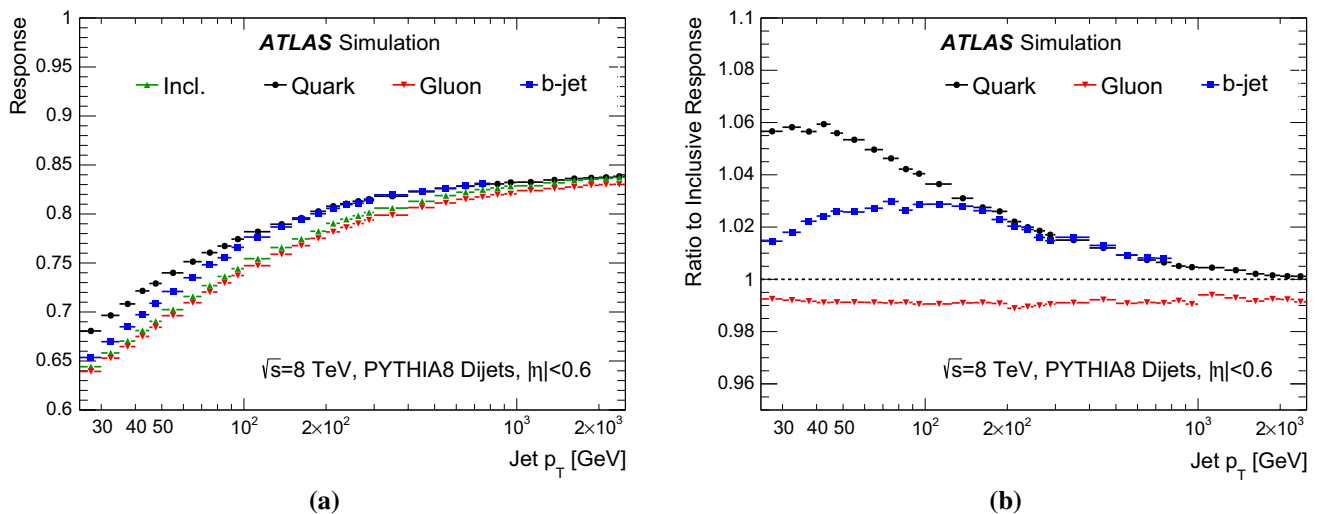 ATLAS Simulation
Incl. Quark Gluon b-jet
Response
1
0.95
0.9
0.85
0.8
0.75
0.7
0.65
0.6
√s=8 TeV, PYTHIA8 Dijets, |η|<0.6
30 40 50 10² 2×10² 10³ 2×10³
Jet p_T [GeV]
(a)
ATLAS Simulation
Quark Gluon b-jet
Ratio to Inclusive Response
1.1
1.08
1.06
1.04
1.02
1
0.98
0.96
√s=8 TeV, PYTHIA8 Dijets, |η|<0.6
30 40 50 10² 2×10² 10³ 2×10³
Jet p_T [GeV]
(b)